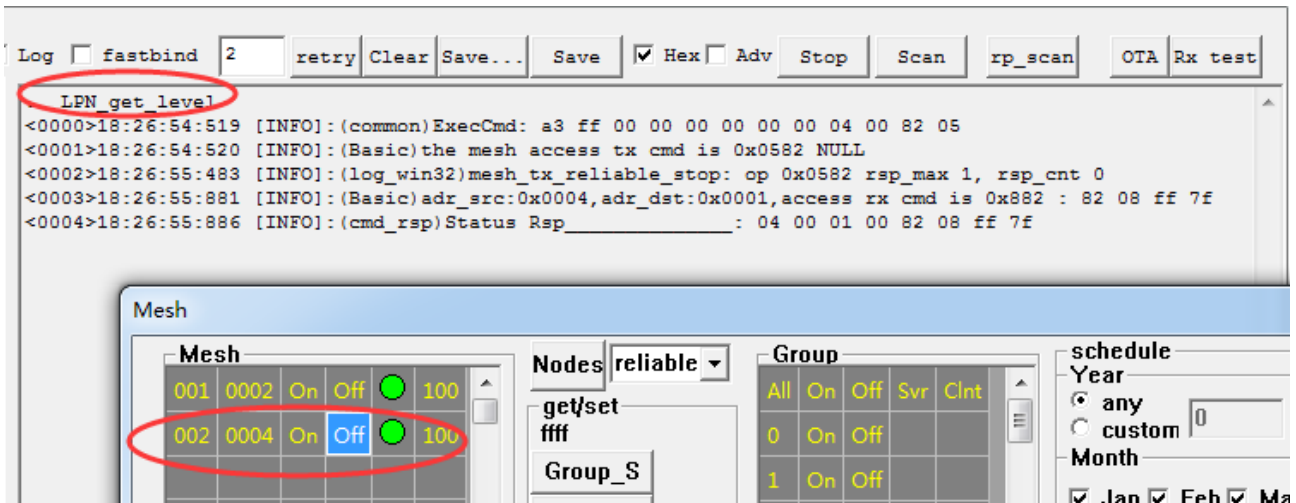 Log fastbind 2 retry Clear Save... Save Hex Adv Stop Scan rp_scan OTA Rx test
LPN_get_level
<0000>18:26:54:519 [INFO]:(common)ExecCmd: a3 ff 00 00 00 00 00 00 04 00 82 05
<0001>18:26:54:520 [INFO]:(Basic)the mesh access tx cmd is 0x0582 NULL
<0002>18:26:55:483 [INFO]:(log_win32)mesh_tx_reliable_stop: op 0x0582 rsp_max 1, rsp_cnt 0
<0003>18:26:55:881 [INFO]:(Basic)adr_src:0x0004,adr_dst:0x0001,access rx cmd is 0x882 : 82 08 ff 7f
<0004>18:26:55:886 [INFO]:(cmd_rsp)Status Rsp______________: 04 00 01 00 82 08 ff 7f
Mesh
Mesh
001 0002 On Off 100
002 0004 On Off 100
Nodes reliable
get/set
ffff
Group_S
Group
All On Off Svr Clnt
0 On Off
1 On Off
schedule
Year
any
custom 0
Month
Jan Feb Ma